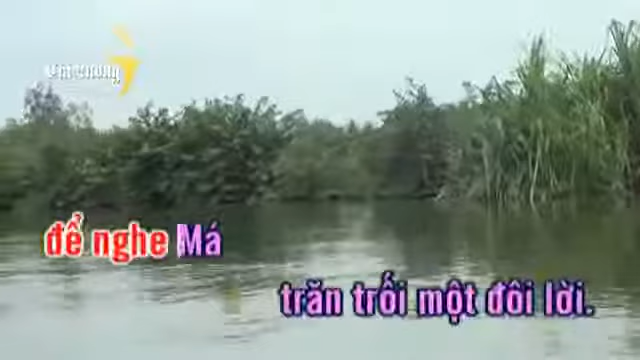 để nghe Má
trăn trối một đôi lời.